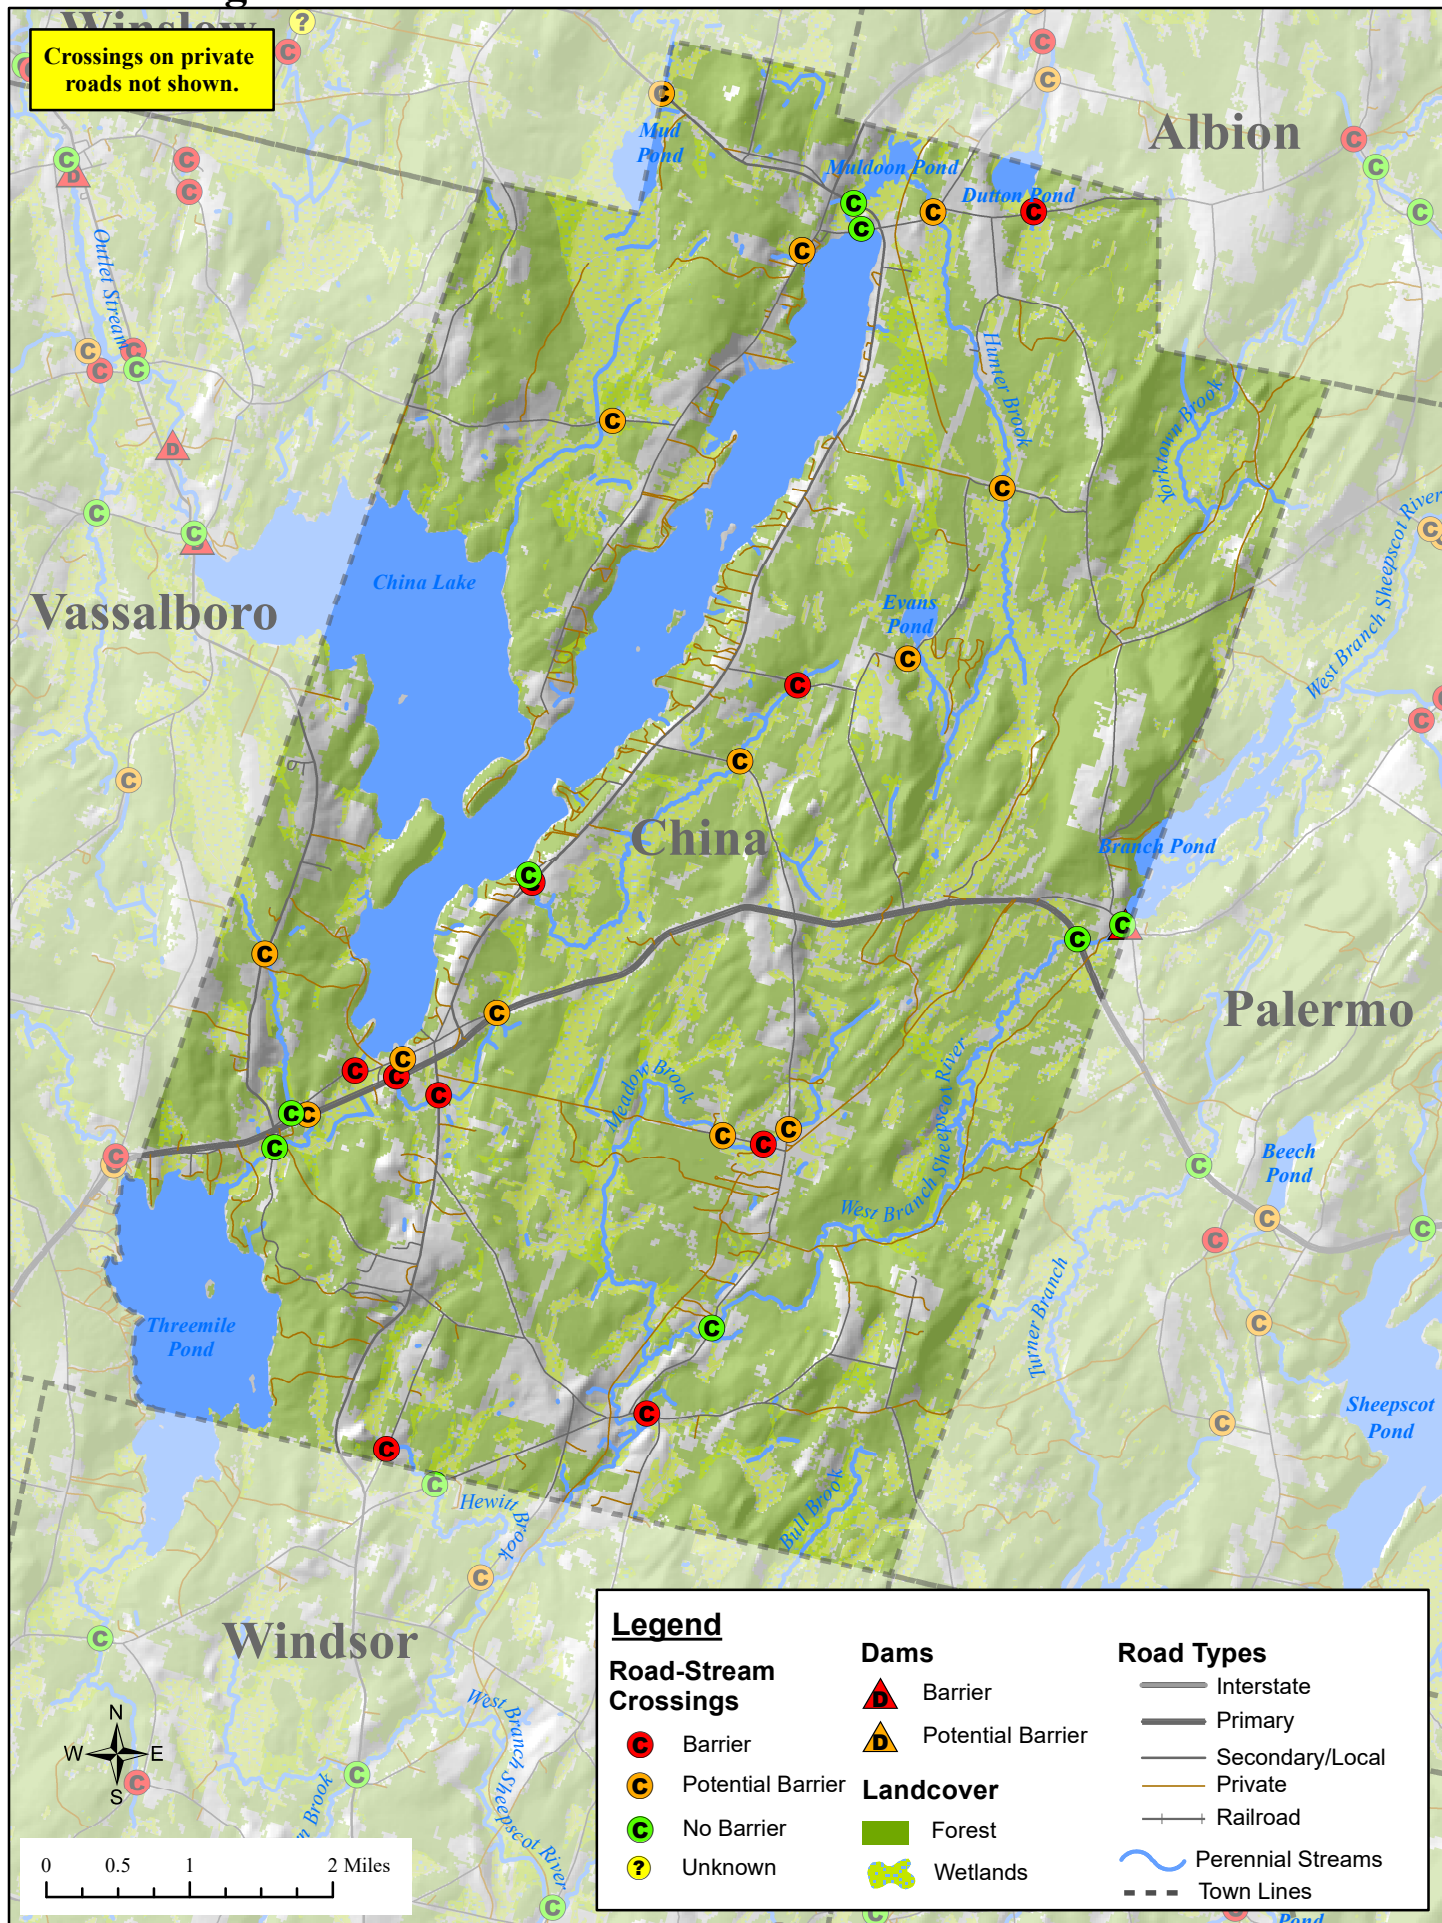 Winslow
Crossings on private
roads not shown.
Albion
Mud
Pond
Muldoon Pond
Dutton Pond
Outlet Stream
Hunter Brook
Yorktown Brook
West Branch Sheepscot River
China Lake
Vassalboro
Evans
Pond
China
Branch Pond
Palermo
Meadow Brook
West Branch Sheepscot River
Beech
Pond
Turner Branch
Threemile
Pond
Sheepscot
Pond
Hewitt Brook
Bull Brook
Windsor
West Branch Sheepscot River
Brook
N
W E
S
0 0.5 1 2 Miles
Legend
Road-Stream
Crossings
C Barrier
C Potential Barrier
C No Barrier
? Unknown
Dams
D Barrier
D Potential Barrier
Landcover
Forest
Wetlands
Road Types
Interstate
Primary
Secondary/Local
Private
Railroad
Perennial Streams
Town Lines
Pond